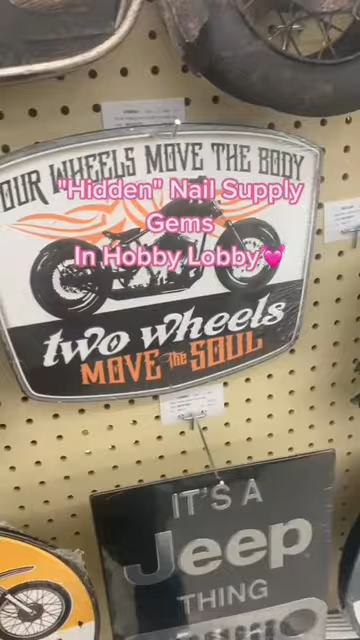 OUR WHEELS MOVE THE BODY
"Hidden" Nail Supply
Gems
In Hobby Lobby💕
two wheels
MOVE the SOUL
IT'S A
Jeep
THING